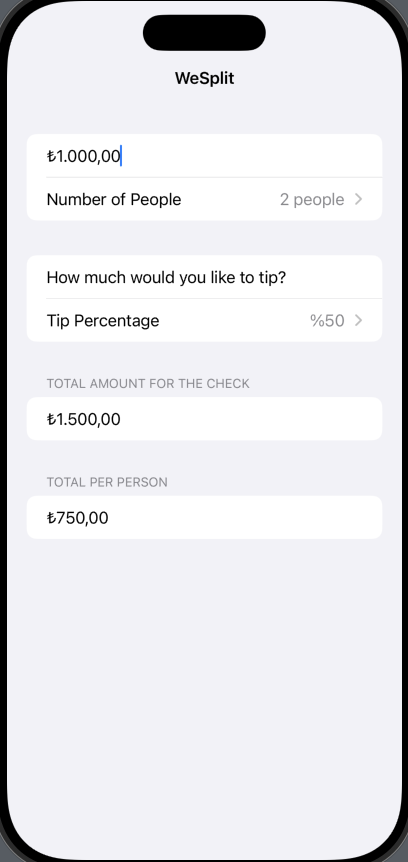 WeSplit
₺1.000,00
Number of People 2 people
How much would you like to tip?
Tip Percentage %50
TOTAL AMOUNT FOR THE CHECK
₺1.500,00
TOTAL PER PERSON
₺750,00